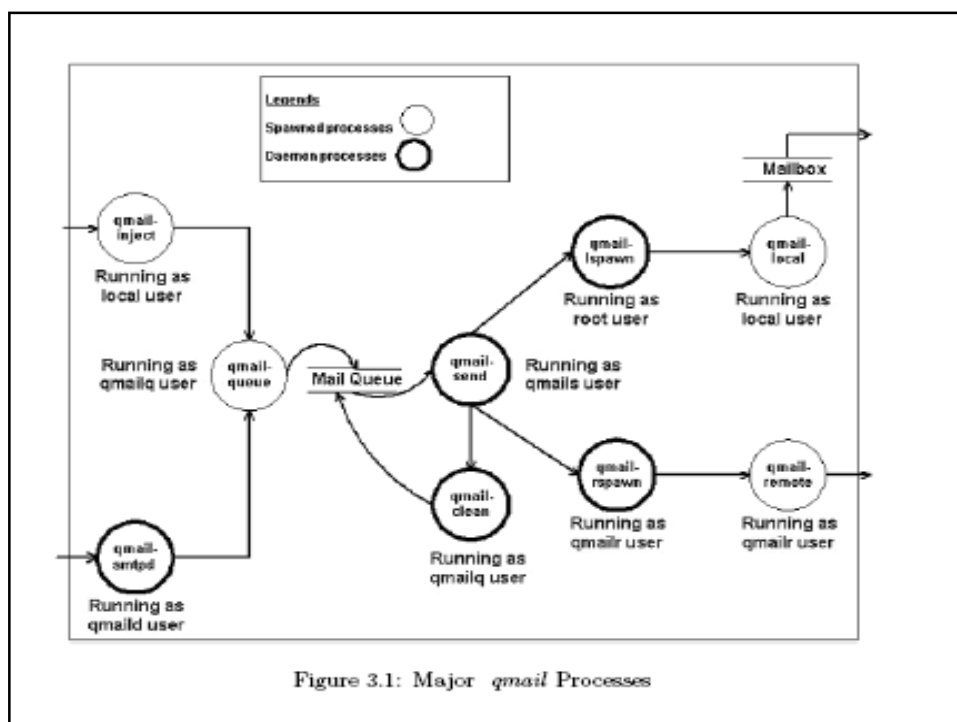 Legends
Spawned processes
Daemon processes
Mailbox
qmail-
inject
Running as
local user
qmail-
lspawn
Running as
root user
qmail-
local
Running as
local user
Running as
qmailq user
qmail-
queue
Mail Queue
qmail-
send
Running as
qmails user
qmail-
clean
Running as
qmailq user
qmail-
rspawn
Running as
qmailr user
qmail-
remote
Running as
qmailr user
qmail-
smtpd
Running as
qmaild user
Figure 3.1: Major qmail Processes